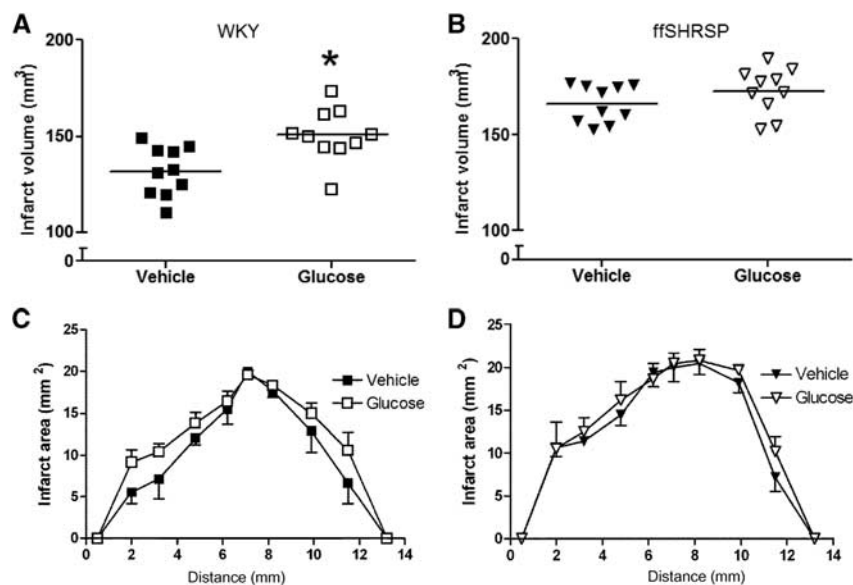 A
WKY
Infarct volume (mm³)
200
150
100
0
*
Vehicle
Glucose
B
ffSHRSP
Infarct volume (mm³)
200
150
100
0
Vehicle
Glucose
C
Infarct area (mm ²)
25
20
15
10
5
0
Vehicle
Glucose
0 2 4 6 8 10 12 14
Distance (mm)
D
Infarct area (mm ²)
25
20
15
10
5
0
Vehicle
Glucose
0 2 4 6 8 10 12 14
Distance (mm)